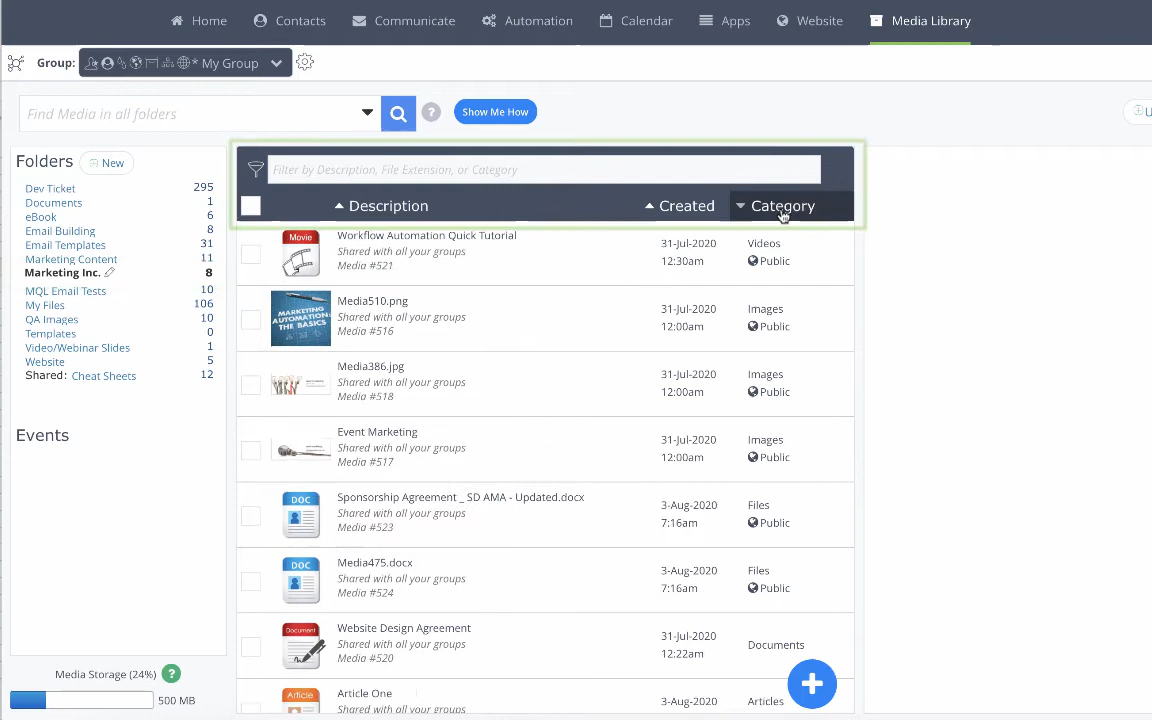 Home Contacts Communicate Automation Calendar Apps Website Media Library
Group: * My Group
Find Media in all folders ? Show Me How U
Folders New
Dev Ticket 295
Documents 1
eBook 6
Email Building 8
Email Templates 31
Marketing Content 11
Marketing Inc. 8
MQL Email Tests 10
My Files 106
QA Images 10
Templates 0
Video/Webinar Slides 1
Website 5
Shared: Cheat Sheets 12
Events
Media Storage (24%) ?
500 MB
Filter by Description, File Extension, or Category
Description Created Category
Movie
Workflow Automation Quick Tutorial
Shared with all your groups
Media #521
31-Jul-2020
12:30am
Videos
Public
MARKETING
AUTOMATION:
THE BASICS
Media510.png
Shared with all your groups
Media #516
31-Jul-2020
12:00am
Images
Public
Media386.jpg
Shared with all your groups
Media #518
31-Jul-2020
12:00am
Images
Public
Event Marketing
Shared with all your groups
Media #517
31-Jul-2020
12:00am
Images
Public
DOC
Sponsorship Agreement _ SD AMA - Updated.docx
Shared with all your groups
Media #523
3-Aug-2020
7:16am
Files
Public
DOC
Media475.docx
Shared with all your groups
Media #524
3-Aug-2020
7:16am
Files
Public
Document
Website Design Agreement
Shared with all your groups
Media #520
31-Jul-2020
12:22am
Documents
Article
Article One
Shared with all your groups
3-Aug-2020
Articles